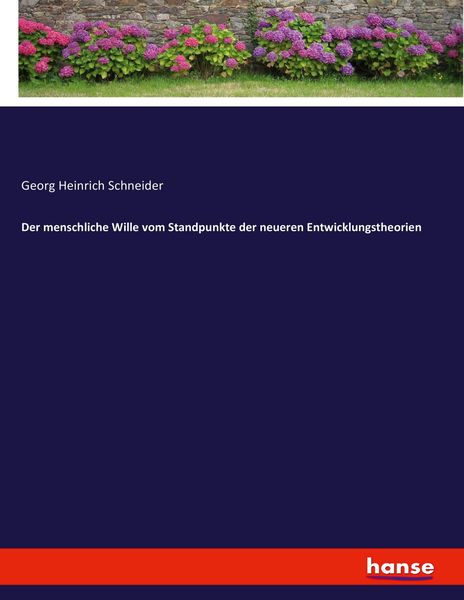 Georg Heinrich Schneider
Der menschliche Wille vom Standpunkte der neueren Entwicklungstheorien
hanse